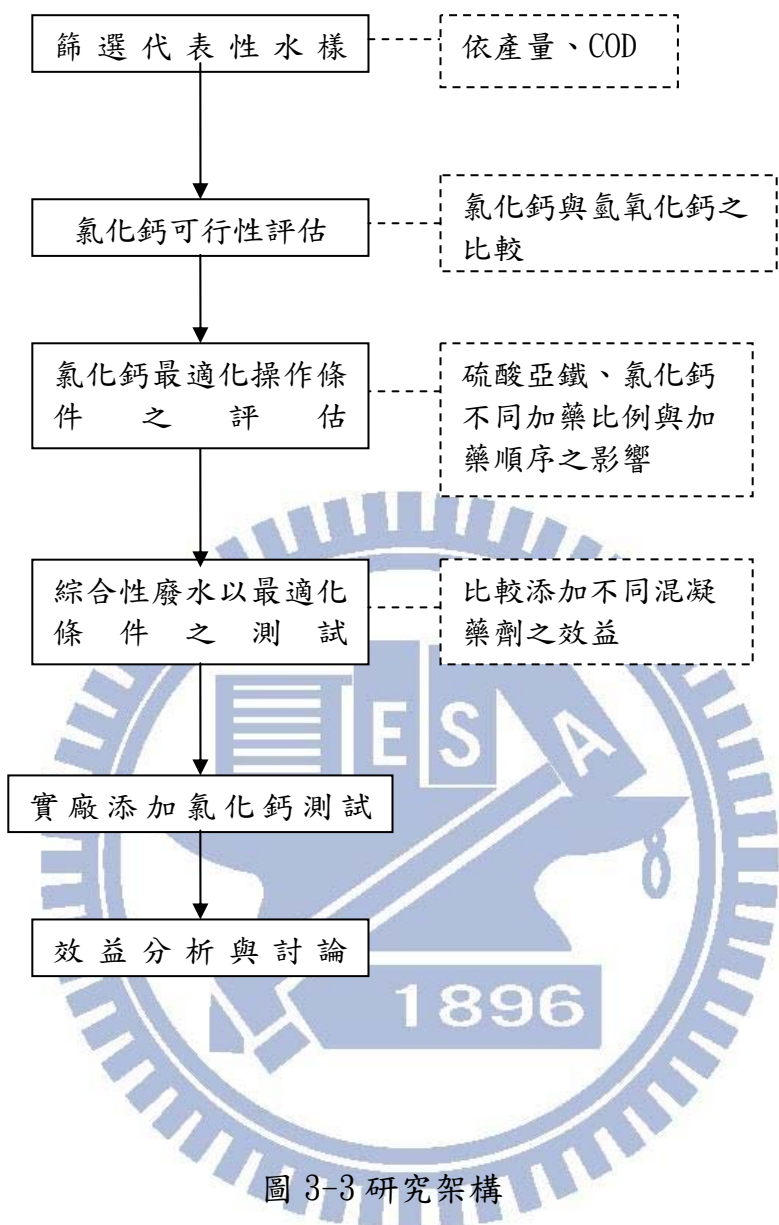 篩選代表性水樣
依產量、COD
氯化鈣可行性評估
氯化鈣與氫氧化鈣之
比較
氯化鈣最適化操作條
件之評估
硫酸亞鐵、氯化鈣
不同加藥比例與加
藥順序之影響
綜合性廢水以最適化
條件之測試
比較添加不同混凝
藥劑之效益
ESA
實廠添加氯化鈣測試
效益分析與討論
1896
圖 3-3 研究架構